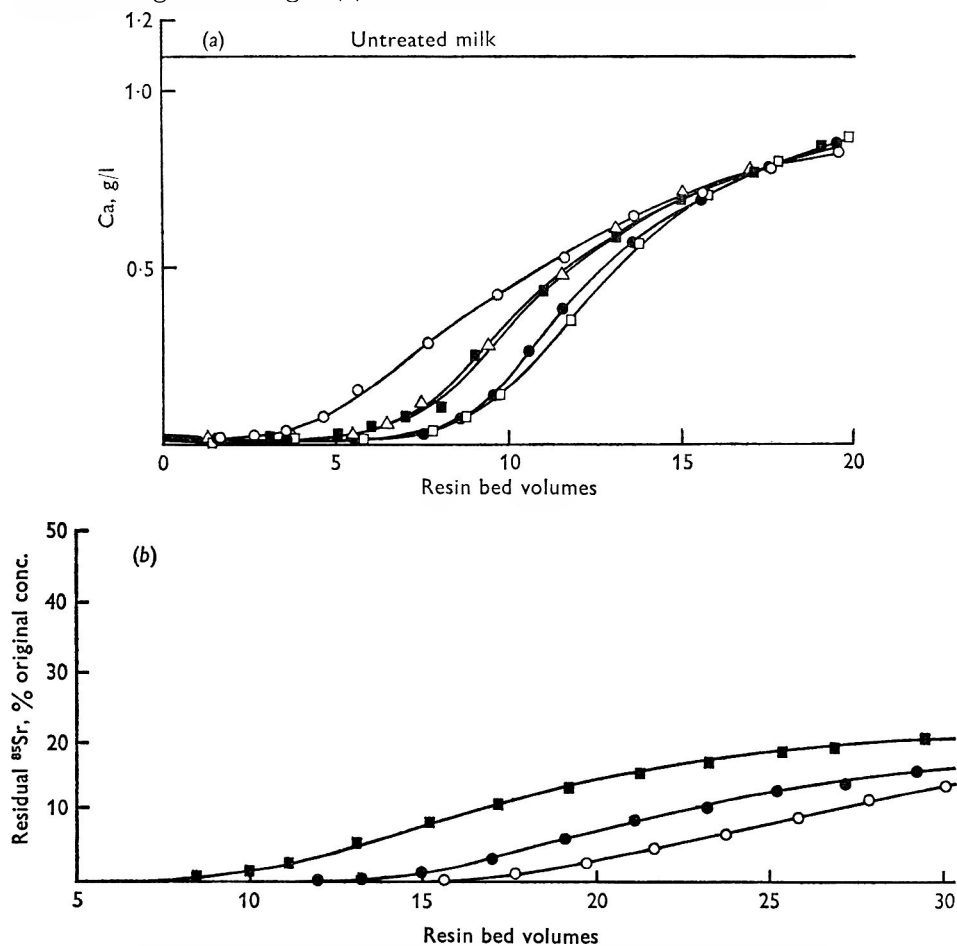 (a) Untreated milk
1·2
1·0
0·5
Ca, g/l
0 5 10 15 20
Resin bed volumes
(b)
50
40
30
20
10
Residual ⁸⁵Sr, % original conc.
5 10 15 20 25 30
Resin bed volumes